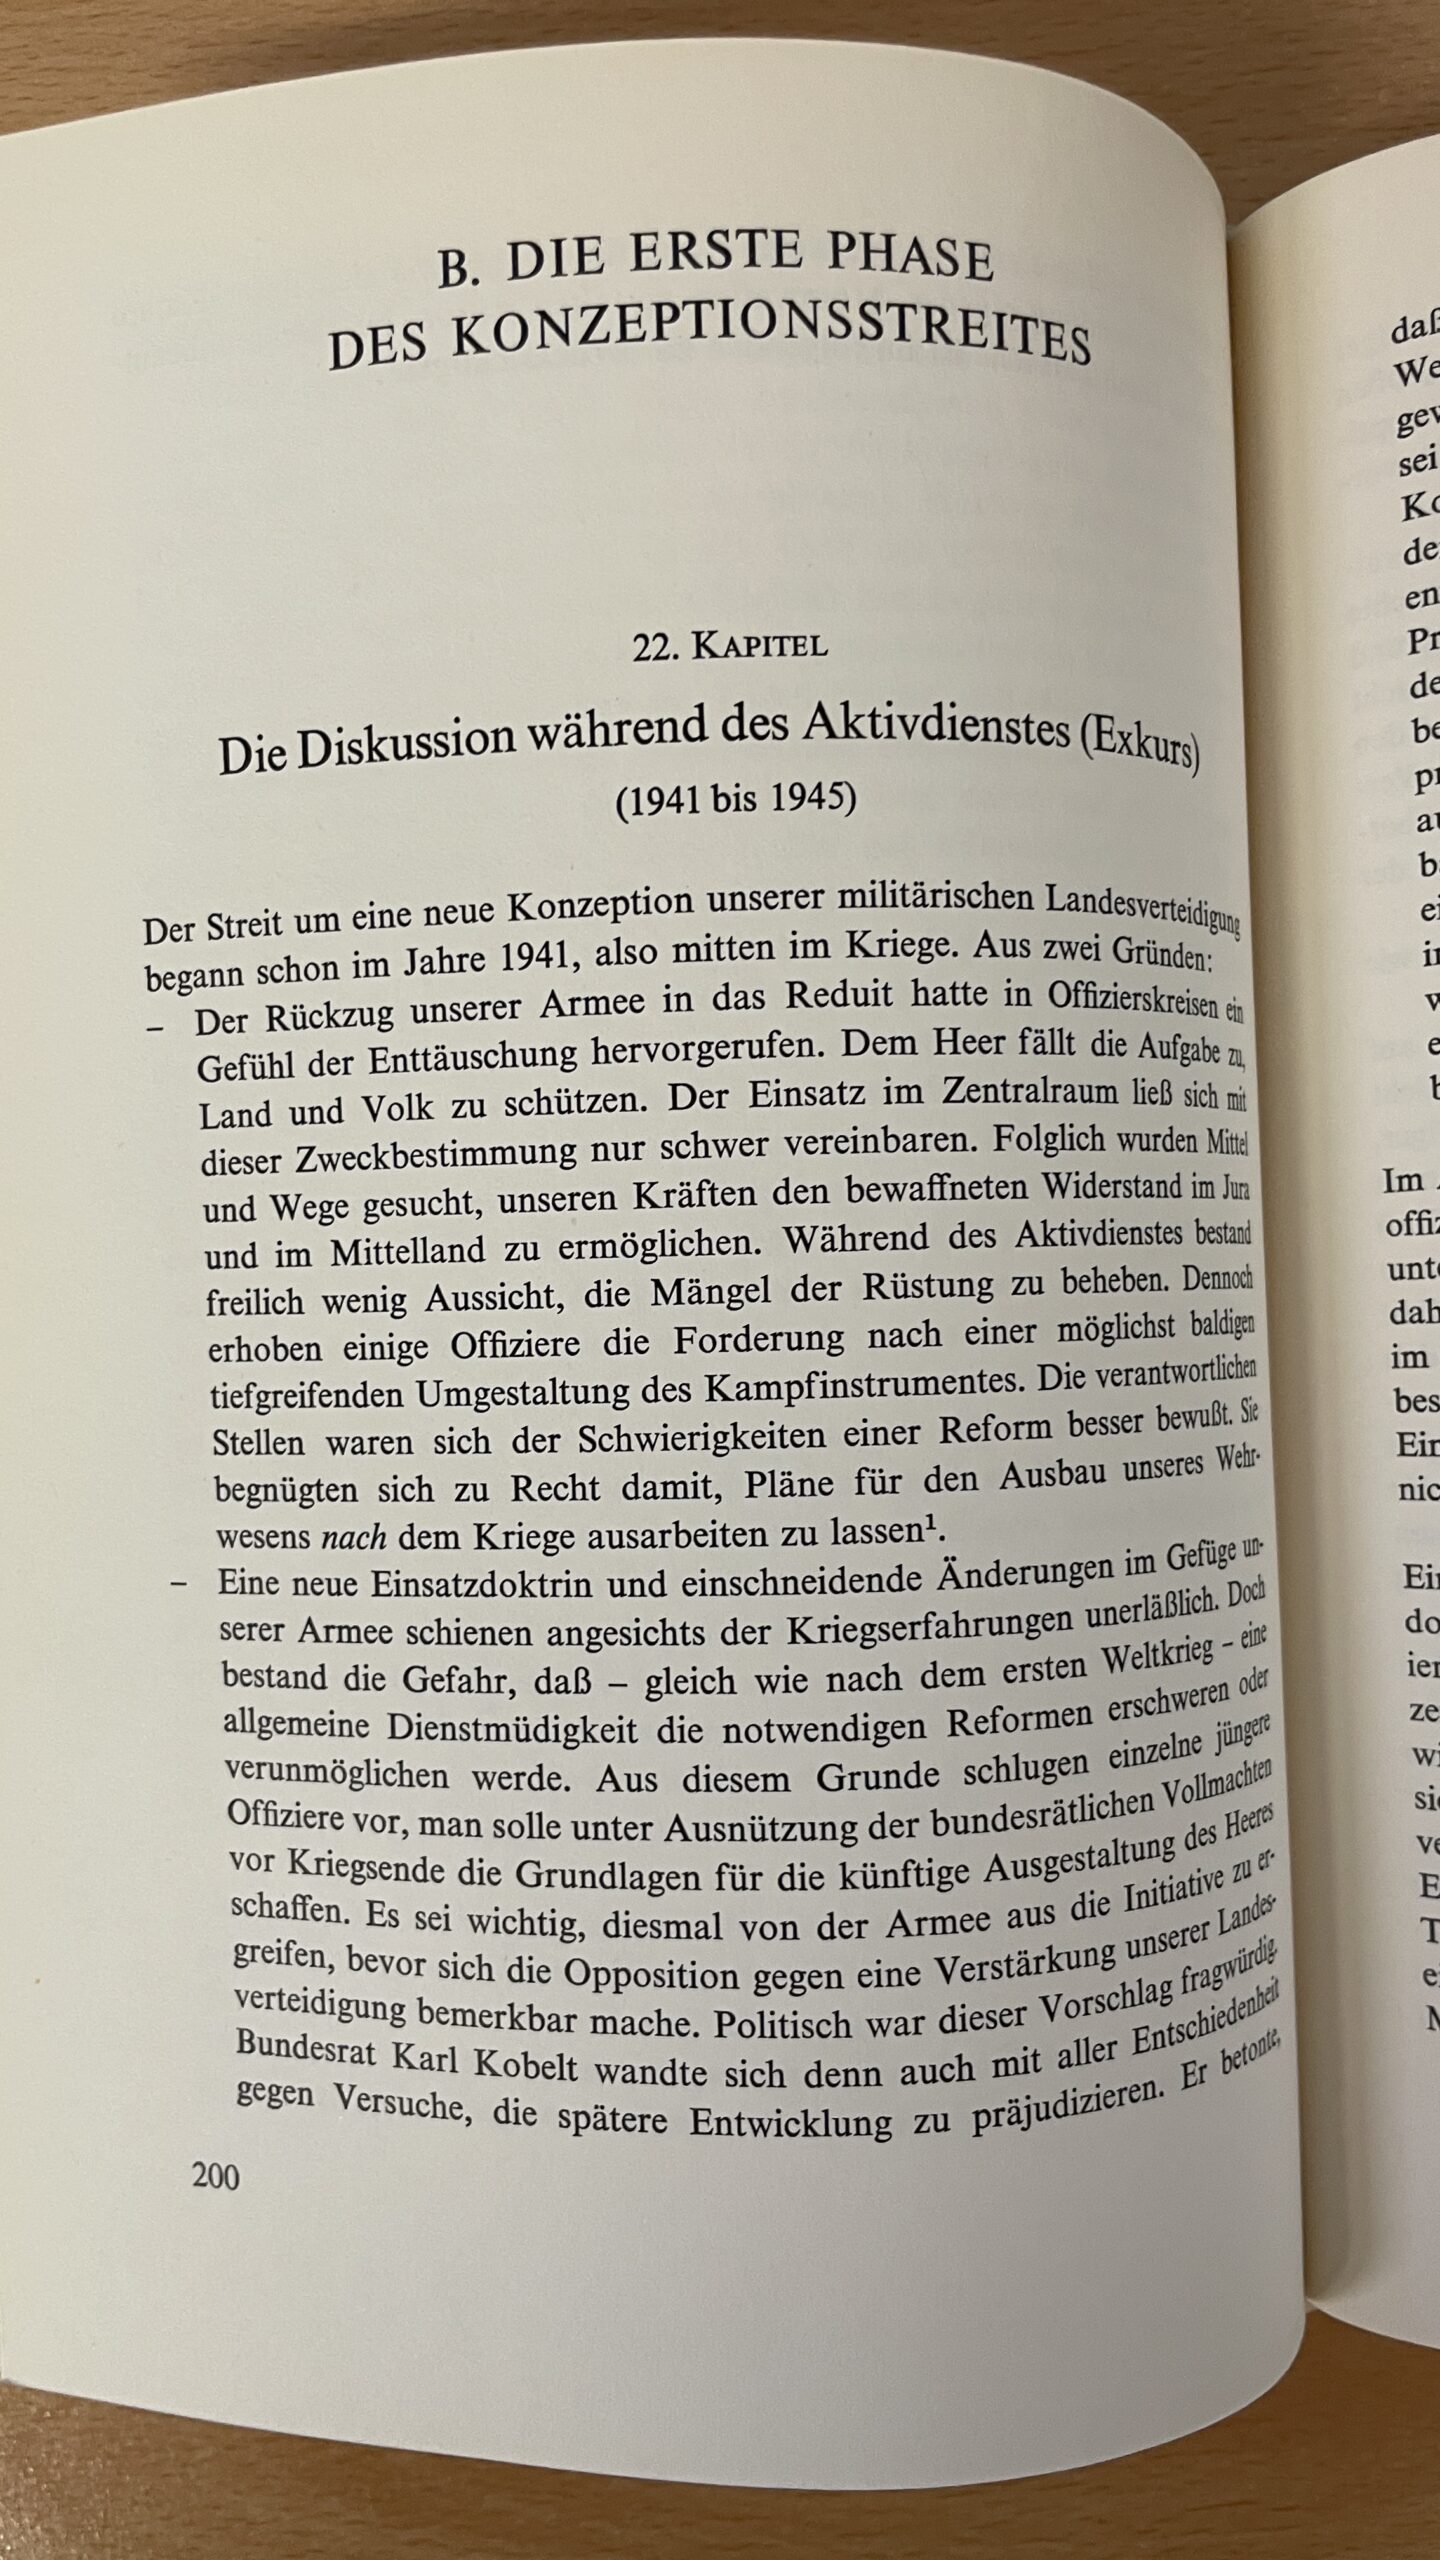 B. DIE ERSTE PHASE
DES KONZEPTIONSSTREITES
22. KAPITEL
Die Diskussion während des Aktivdienstes (Exkurs)
(1941 bis 1945)
Der Streit um eine neue Konzeption unserer militärischen Landesverteidigung
begann schon im Jahre 1941, also mitten im Kriege. Aus zwei Gründen:
– Der Rückzug unserer Armee in das Reduit hatte in Offizierskreisen ein
Gefühl der Enttäuschung hervorgerufen. Dem Heer fällt die Aufgabe zu,
Land und Volk zu schützen. Der Einsatz im Zentralraum ließ sich mit
dieser Zweckbestimmung nur schwer vereinbaren. Folglich wurden Mittel
und Wege gesucht, unseren Kräften den bewaffneten Widerstand im Jura
und im Mittelland zu ermöglichen. Während des Aktivdienstes bestand
freilich wenig Aussicht, die Mängel der Rüstung zu beheben. Dennoch
erhoben einige Offiziere die Forderung nach einer möglichst baldigen
tiefgreifenden Umgestaltung des Kampfinstrumentes. Die verantwortlichen
Stellen waren sich der Schwierigkeiten einer Reform besser bewußt. Sie
begnügten sich zu Recht damit, Pläne für den Ausbau unseres Wehr-
wesens nach dem Kriege ausarbeiten zu lassen¹.
– Eine neue Einsatzdoktrin und einschneidende Änderungen im Gefüge un-
serer Armee schienen angesichts der Kriegserfahrungen unerläßlich. Doch
bestand die Gefahr, daß – gleich wie nach dem ersten Weltkrieg – eine
allgemeine Dienstmüdigkeit die notwendigen Reformen erschweren oder
verunmöglichen werde. Aus diesem Grunde schlugen einzelne jüngere
Offiziere vor, man solle unter Ausnützung der bundesrätlichen Vollmachten
vor Kriegsende die Grundlagen für die künftige Ausgestaltung des Heeres
schaffen. Es sei wichtig, diesmal von der Armee aus die Initiative zu er-
greifen, bevor sich die Opposition gegen eine Verstärkung unserer Landes-
verteidigung bemerkbar mache. Politisch war dieser Vorschlag fragwürdig.
Bundesrat Karl Kobelt wandte sich denn auch mit aller Entschiedenheit
gegen Versuche, die spätere Entwicklung zu präjudizieren. Er betonte,
200
daß
sei
Im
im